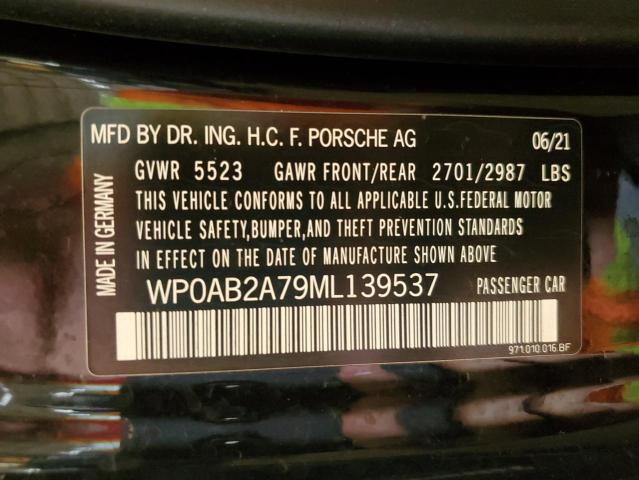 MFD BY DR. ING. H.C. F. PORSCHE AG 06/21
GVWR 5523 GAWR FRONT/REAR 2701/2987 LBS
THIS VEHICLE CONFORMS TO ALL APPLICABLE U.S.FEDERAL MOTOR
VEHICLE SAFETY,BUMPER,AND THEFT PREVENTION STANDARDS
IN EFFECT ON THE DATE OF MANUFACTURE SHOWN ABOVE
WP0AB2A79ML139537 PASSENGER CAR
971.010.016.BF
MADE IN GERMANY